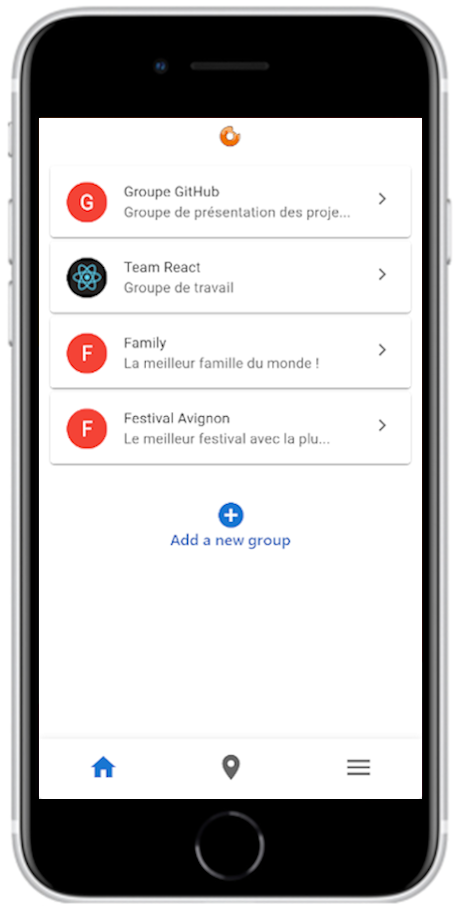 G
Groupe GitHub
Groupe de présentation des proje...
Team React
Groupe de travail
F
Family
La meilleur famille du monde !
F
Festival Avignon
Le meilleur festival avec la plu...
Add a new group